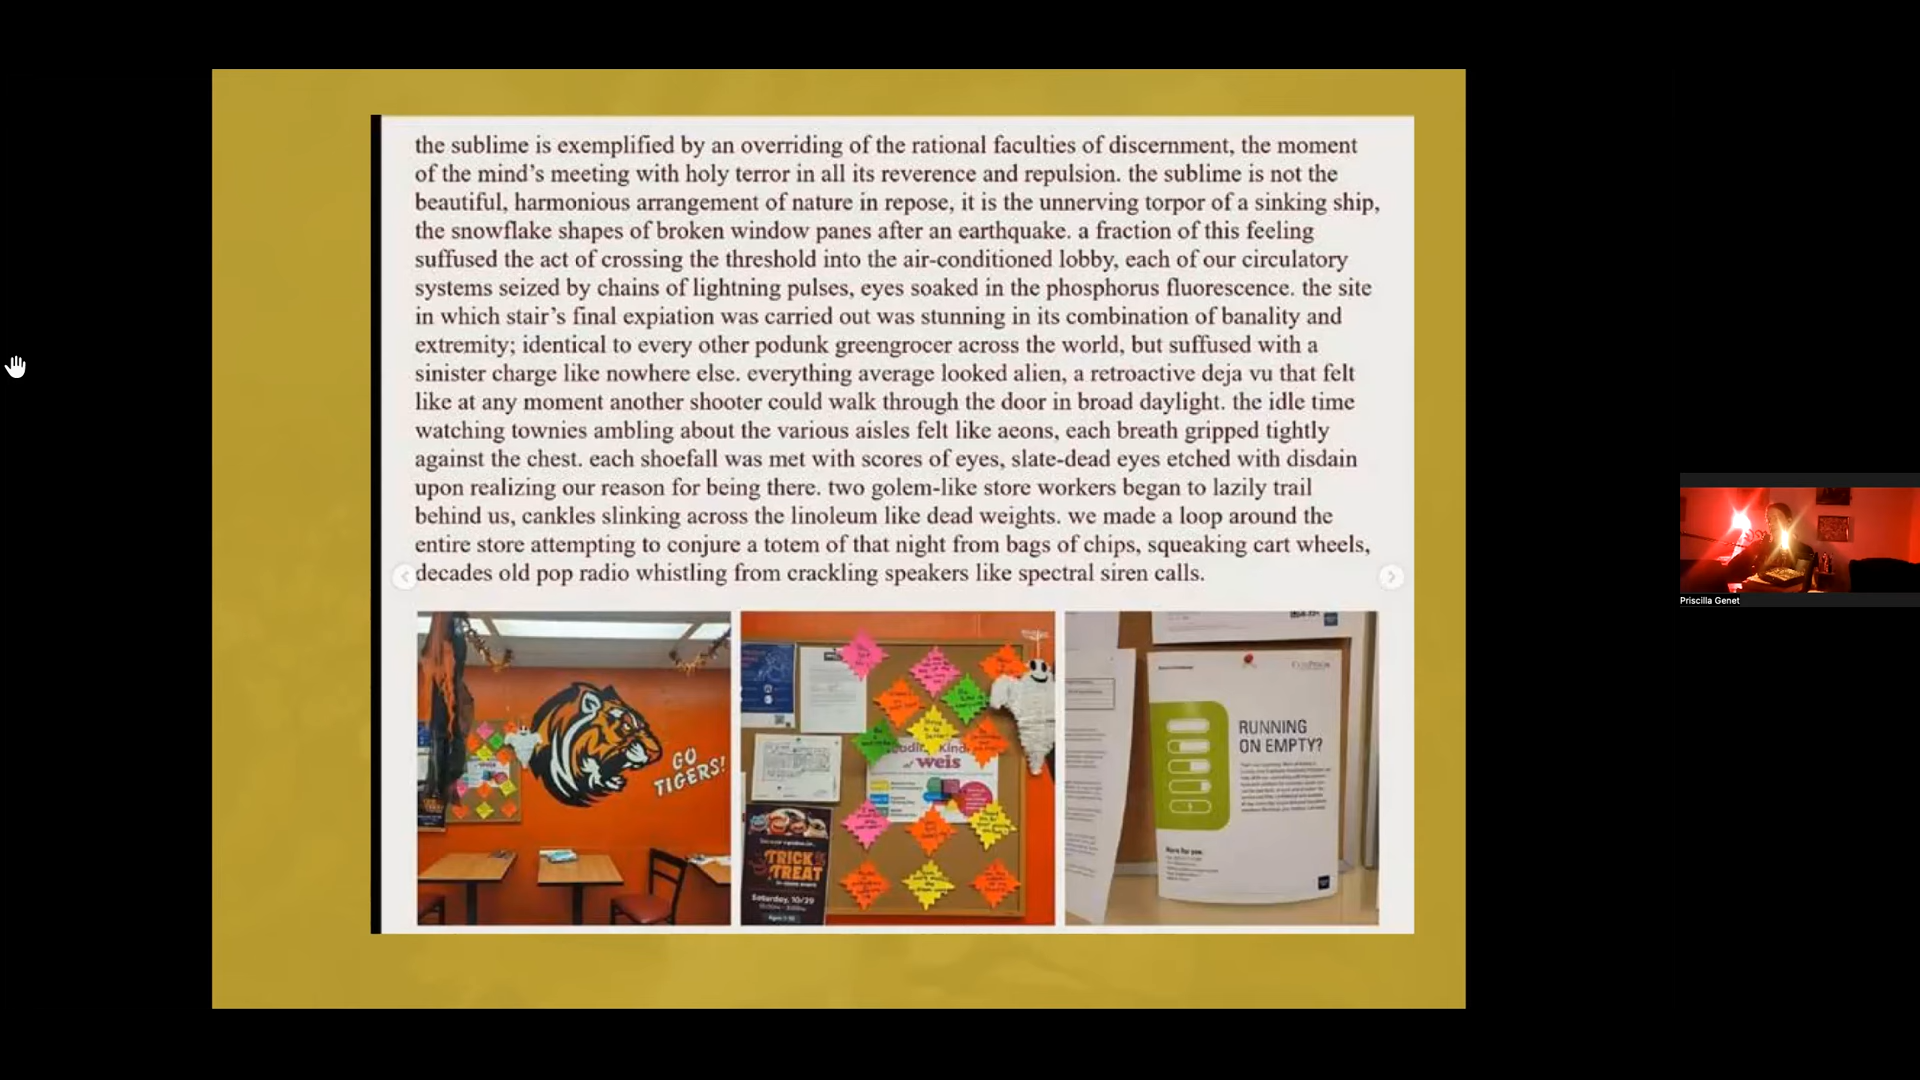 the sublime is exemplified by an overriding of the rational faculties of discernment, the moment
of the mind's meeting with holy terror in all its reverence and repulsion. the sublime is not the
beautiful, harmonious arrangement of nature in repose, it is the unnerving torpor of a sinking ship,
the snowflake shapes of broken window panes after an earthquake. a fraction of this feeling
suffused the act of crossing the threshold into the air-conditioned lobby, each of our circulatory
systems seized by chains of lightning pulses, eyes soaked in the phosphorus fluorescence. the site
in which stair's final expiation was carried out was stunning in its combination of banality and
extremity; identical to every other podunk greengrocer across the world, but suffused with a
sinister charge like nowhere else. everything average looked alien, a retroactive deja vu that felt
like at any moment another shooter could walk through the door in broad daylight. the idle time
watching townies ambling about the various aisles felt like aeons, each breath gripped tightly
against the chest. each shoefall was met with scores of eyes, slate-dead eyes etched with disdain
upon realizing our reason for being there. two golem-like store workers began to lazily trail
behind us, cankles slinking across the linoleum like dead weights. we made a loop around the
entire store attempting to conjure a totem of that night from bags of chips, squeaking cart wheels,
decades old pop radio whistling from crackling speakers like spectral siren calls.
GO
TIGERS!
weis
TRICK
TREAT
Saturday, 10/29
RUNNING
ON EMPTY?
Priscilla Genet